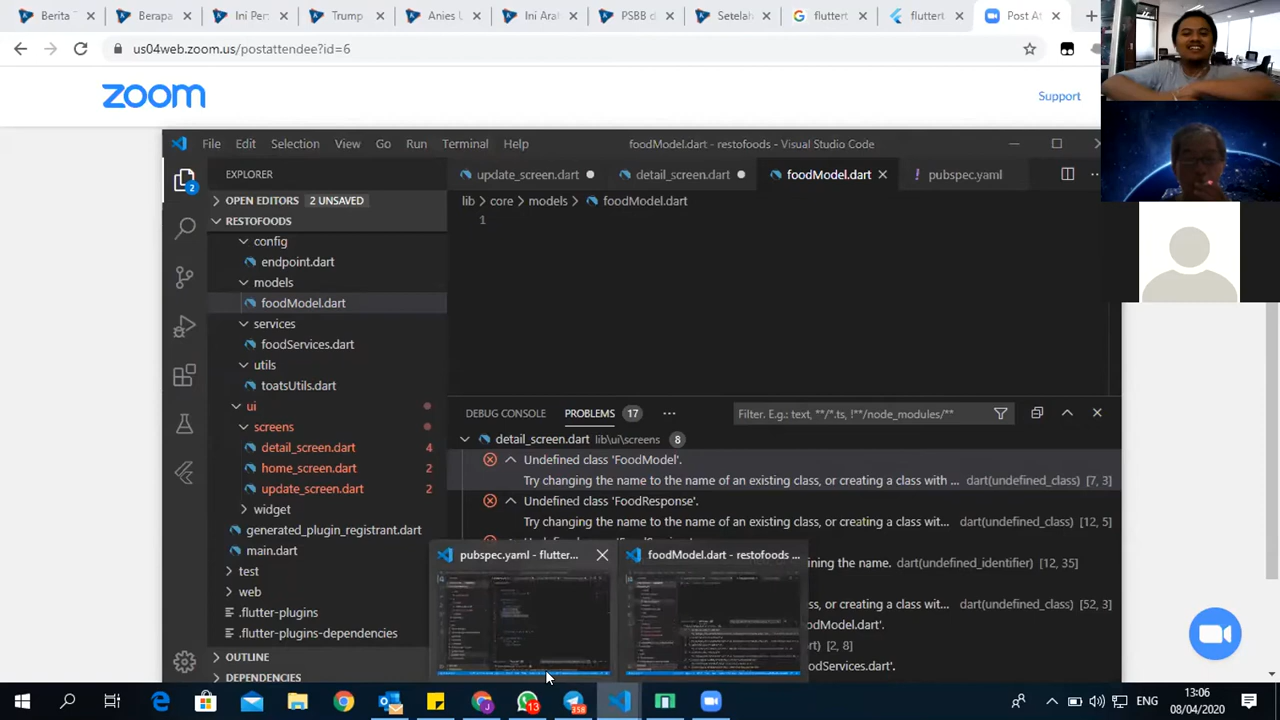 Berita T
Berapa
Ini Per
Trump
Anies U
Ini Ara
PSBB d
Setelah
fluttert
flutter
Post At
us04web.zoom.us/postattendee?id=6
zoom
Support
File Edit Selection View Go Run Terminal Help
foodModel.dart - restofoods - Visual Studio Code
EXPLORER
update_screen.dart
detail_screen.dart
foodModel.dart
pubspec.yaml
OPEN EDITORS 2 UNSAVED
lib > core > models > foodModel.dart
2
RESTOFOODS
1
config
endpoint.dart
models
foodModel.dart
services
foodServices.dart
utils
toatsUtils.dart
ui
screens
detail_screen.dart 4
home_screen.dart 2
update_screen.dart 2
widget
generated_plugin_registrant.dart
main.dart
test
web
.flutter-plugins
.flutter-plugins-dependencies
DEBUG CONSOLE PROBLEMS 17 ...
Filter. E.g.: text, **/*.ts, !**/node_modules/**
detail_screen.dart lib\ui\screens 8
Undefined class 'FoodModel'.
Try changing the name to the name of an existing class, or creating a class with ... dart(undefined_class) [7, 3]
Undefined class 'FoodResponse'.
Try changing the name to the name of an existing class, or creating a class wit... dart(undefined_class) [12, 5]
pubspec.yaml - flutter...
foodModel.dart - restofoods ...
ining the name. dart(undefined_identifier) [12, 35]
ss, or creating a class wit... dart(undefined_class) [52, 3]
odModel.dart'.
[2, 8]
oodServices.dart'.
13
358
ENG
13:06
08/04/2020